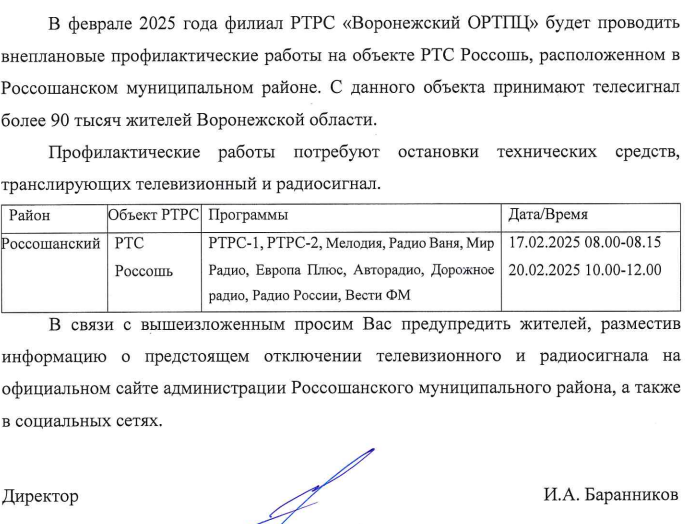 В феврале 2025 года филиал РТРС «Воронежский ОРТПЦ» будет проводить
внеплановые профилактические работы на объекте РТС Россошь, расположенном в
Россошанском муниципальном районе. С данного объекта принимают телесигнал
более 90 тысяч жителей Воронежской области.
Профилактические работы потребуют остановки технических средств,
транслирующих телевизионный и радиосигнал.
Район Объект РТРС Программы Дата/Время
Россошанский РТС РТРС-1, РТРС-2, Мелодия, Радио Ваня, Мир 17.02.2025 08.00-08.15
Россошь Радио, Европа Плюс, Авторадио, Дорожное 20.02.2025 10.00-12.00
радио, Радио России, Вести ФМ
В связи с вышеизложенным просим Вас предупредить жителей, разместив
информацию о предстоящем отключении телевизионного и радиосигнала на
официальном сайте администрации Россошанского муниципального района, а также
в социальных сетях.
Директор И.А. Баранников